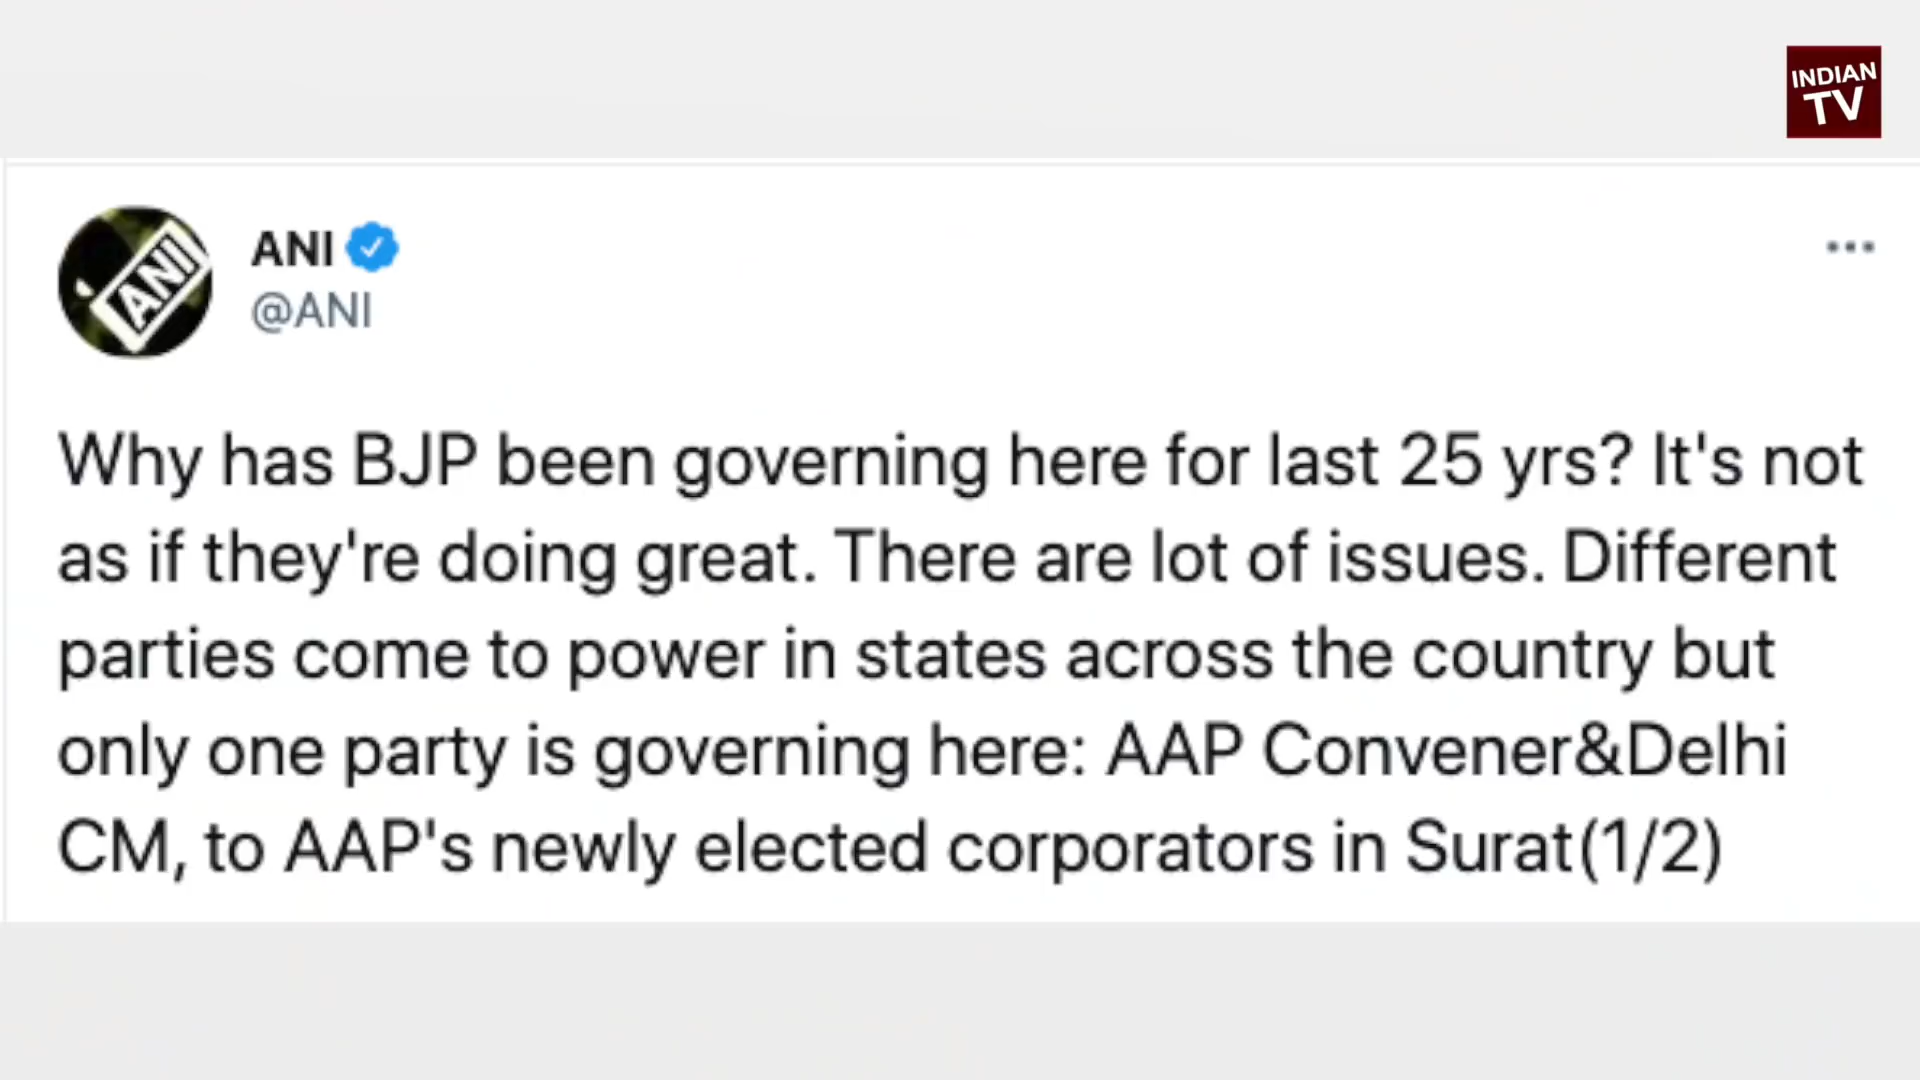 INDIAN
TV
ANI
ANI
@ANI
Why has BJP been governing here for last 25 yrs? It's not
as if they're doing great. There are lot of issues. Different
parties come to power in states across the country but
only one party is governing here: AAP Convener&Delhi
CM, to AAP's newly elected corporators in Surat(1/2)